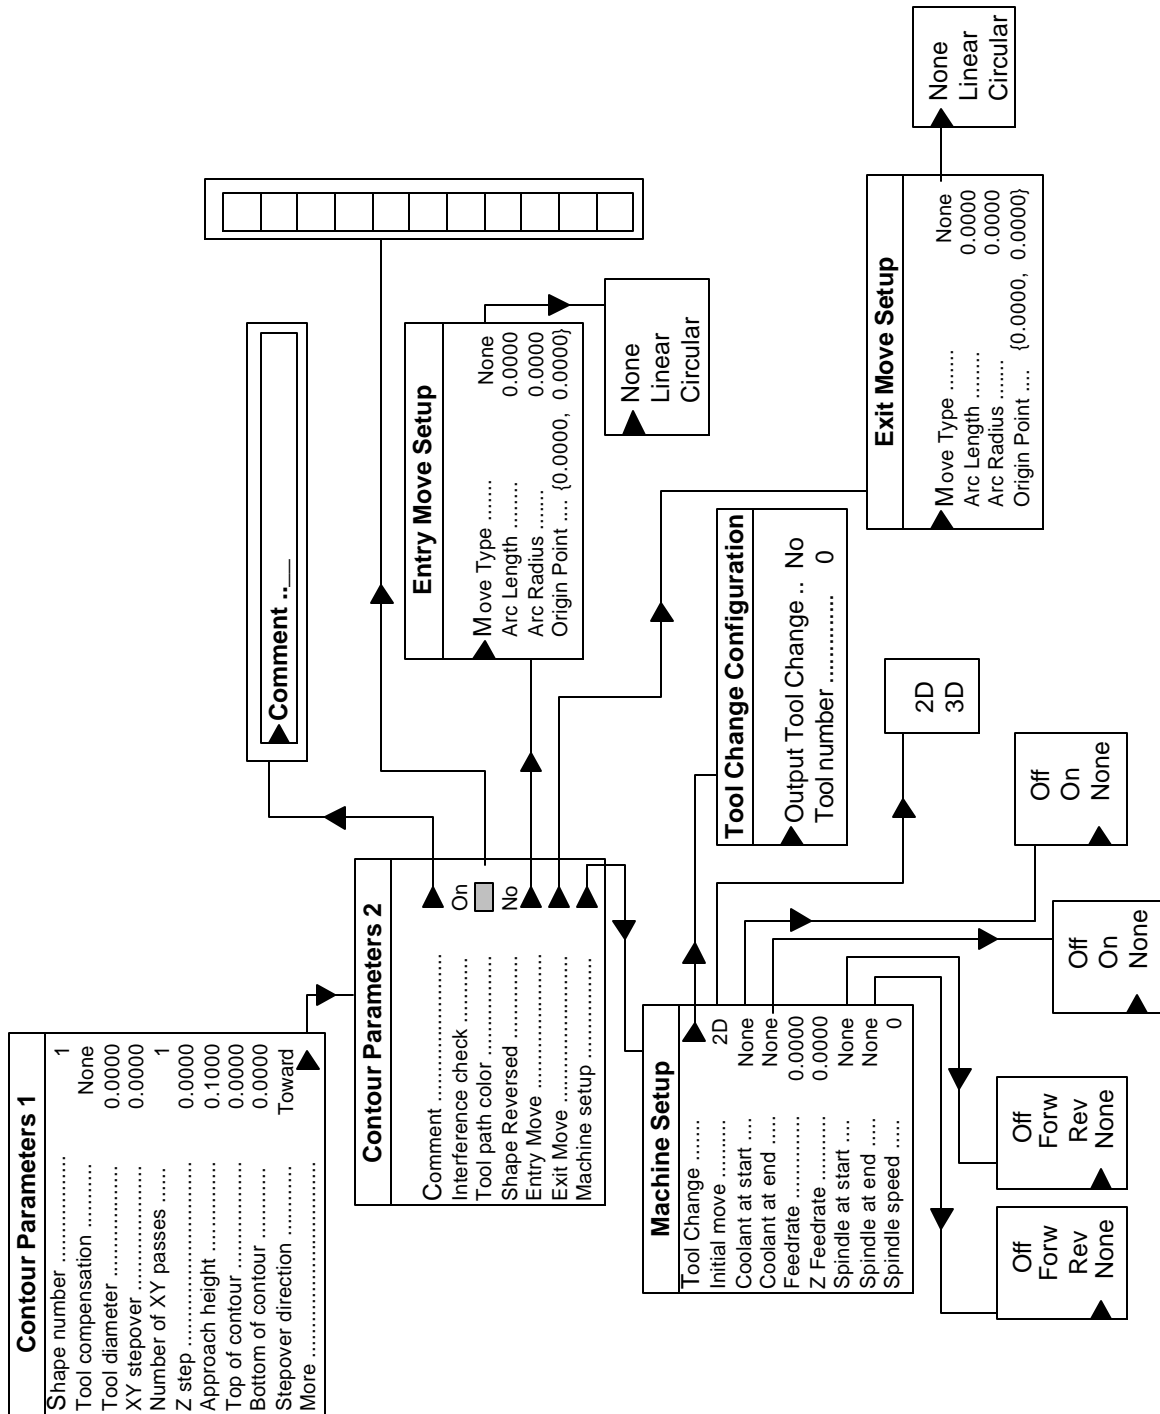 Contour Parameters 1
Shape number .................. 1
Tool compensation .......... None
Tool diameter ................... 0.0000
XY stepover...................... 0.0000
Number of XY passes ...... 1
Z step ............................... 0.0000
Approach height................ 0.1000
Top of contour .................. 0.0000
Bottom of contour ............. 0.0000
Stepover direction ............ Toward
More .................................
Contour Parameters 2
Comment ..........................
Interference check ............ On
Tool path color ..................
Shape Reversed ............... No
Entry Move .......................
Exit Move ..........................
Machine setup ..................
Comment ..__
Entry Move Setup
Move Type ....... None
Arc Length ........ 0.0000
Arc Radius ....... 0.0000
Origin Point .... {0.0000, 0.0000}
None
Linear
Circular
Exit Move Setup
Move Type ....... None
Arc Length ........ 0.0000
Arc Radius ....... 0.0000
Origin Point .... {0.0000, 0.0000}
None
Linear
Circular
Machine Setup
Tool Change ....... 
Initial move ......... 2D
Coolant at start .... None
Coolant at end ..... None
Feedrate .............. 0.0000
Z Feedrate ........... 0.0000
Spindle at start .... None
Spindle at end ..... None
Spindle speed ..... 0
Tool Change Configuration
Output Tool Change .. No
Tool number .............. 0
2D
3D
Off
On
None
Off
On
None
Off
Forw
Rev
None
Off
Forw
Rev
None